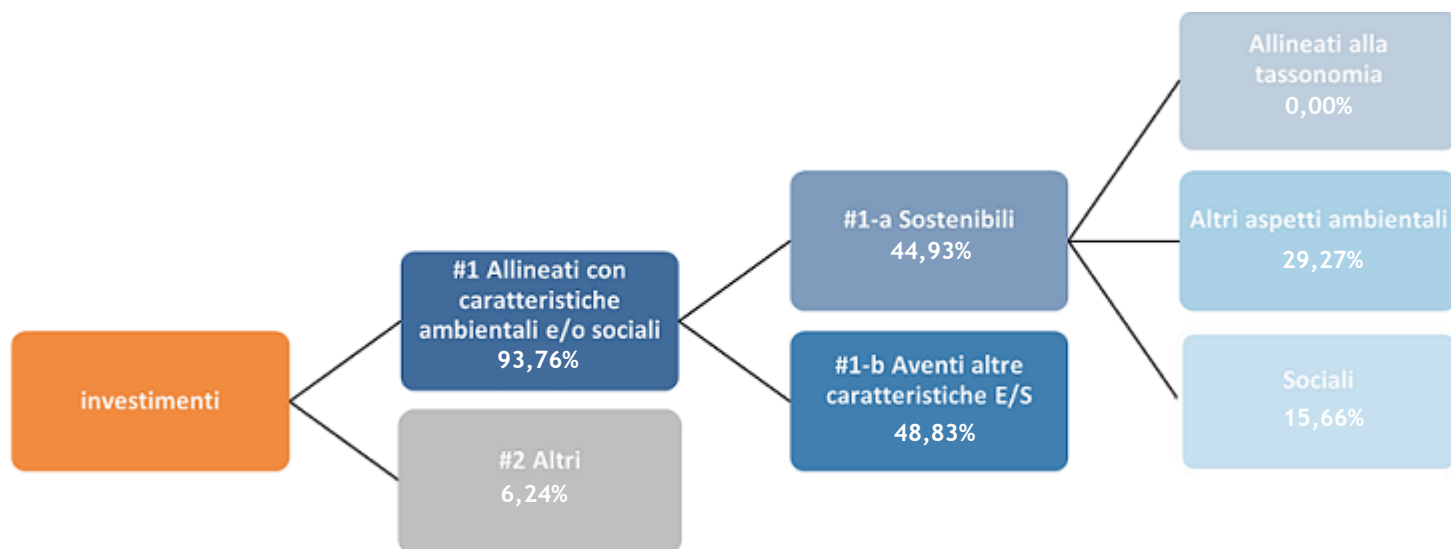 investimenti
#1 Allineati con
caratteristiche
ambientali e/o sociali
93,76%
#2 Altri
6,24%
#1-a Sostenibili
44,93%
#1-b Aventi altre
caratteristiche E/S
48,83%
Allineati alla
tassonomia
0,00%
Altri aspetti ambientali
29,27%
Sociali
15,66%